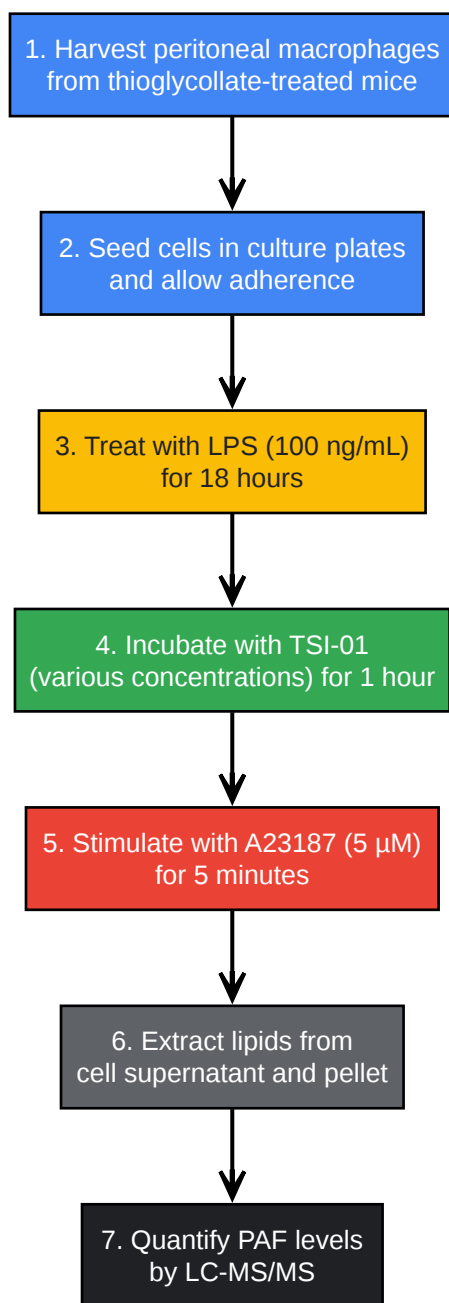 1. Harvest peritoneal macrophages
from thioglycollate-treated mice
2. Seed cells in culture plates
and allow adherence
3. Treat with LPS (100 ng/mL)
for 18 hours
4. Incubate with TSI-01
(various concentrations) for 1 hour
5. Stimulate with A23187 (5 µM)
for 5 minutes
6. Extract lipids from
cell supernatant and pellet
7. Quantify PAF levels
by LC-MS/MS